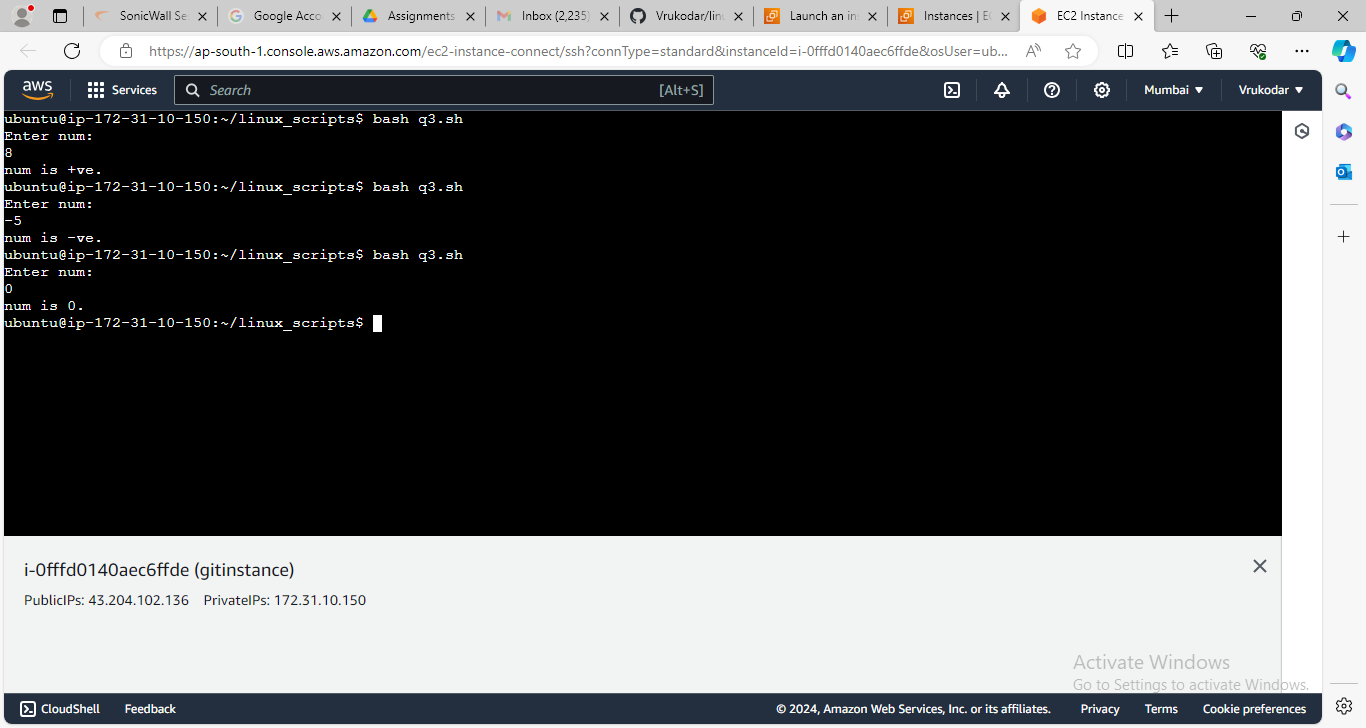 SonicWall Se
Google Acco
Assignments
Inbox (2,235)
Vrukodar/linu
Launch an in
Instances | EC
EC2 Instance
https://ap-south-1.console.aws.amazon.com/ec2-instance-connect/ssh?connType=standard&instanceId=i-0fffd0140aec6ffde&osUser=ub...
aws
Services
Search
[Alt+S]
Mumbai
Vrukodar
ubuntu@ip-172-31-10-150:~/linux_scripts$ bash q3.sh
Enter num:
8
num is +ve.
ubuntu@ip-172-31-10-150:~/linux_scripts$ bash q3.sh
Enter num:
-5
num is -ve.
ubuntu@ip-172-31-10-150:~/linux_scripts$ bash q3.sh
Enter num:
0
num is 0.
ubuntu@ip-172-31-10-150:~/linux_scripts$
i-0fffd0140aec6ffde (gitinstance)
PublicIPs: 43.204.102.136 PrivateIPs: 172.31.10.150
Activate Windows
Go to Settings to activate Windows.
CloudShell
Feedback
© 2024, Amazon Web Services, Inc. or its affiliates.
Privacy
Terms
Cookie preferences